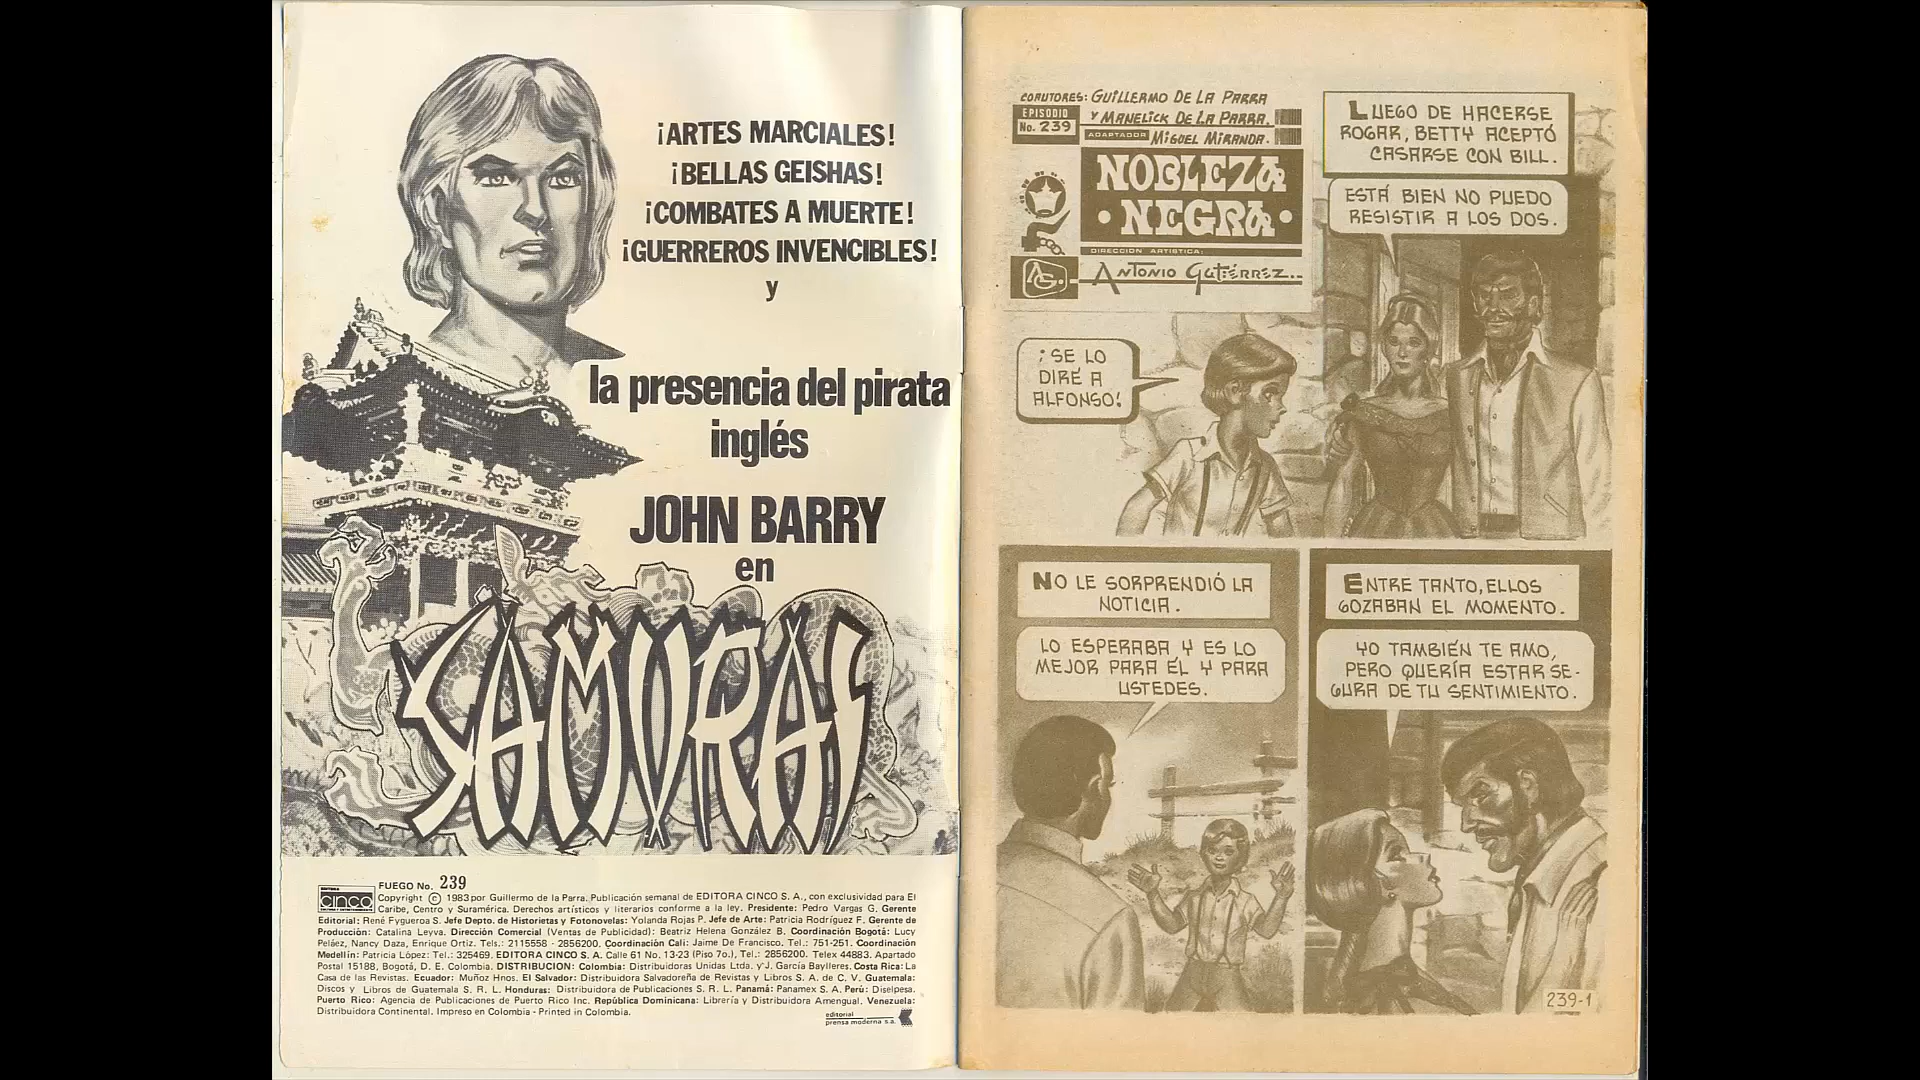 ¡ARTES MARCIALES!
¡BELLAS GEISHAS!
¡COMBATES A MUERTE!
¡GUERREROS INVENCIBLES!
y
la presencia del pirata
inglés
JOHN BARRY
en
SAMURAI
EDITORA
cinco
FUEGO No. 239
Copyright © 1983 por Guillermo de la Parra. Publicación semanal de EDITORA CINCO S. A., con exclusividad para El
Caribe, Centro y Suramérica. Derechos artísticos y literarios conforme a la ley. Presidente: Pedro Vargas G. Gerente
Editorial: René Fygueroa S. Jefe Depto. de Historietas y Fotonovelas: Yolanda Rojas P. Jefe de Arte: Patricia Rodríguez F. Gerente de
Producción: Catalina Leyva. Dirección Comercial (Ventas de Publicidad): Beatriz Helena González B. Coordinación Bogotá: Lucy
Peláez, Nancy Daza, Enrique Ortiz. Tels.: 2115558 - 2856200. Coordinación Cali: Jaime De Francisco. Tel.: 751-251. Coordinación
Medellín: Patricia López: Tel.: 325469. EDITORA CINCO S. A. Calle 61 No. 13-23 (Piso 7o.), Tel.: 2856200. Telex 44883. Apartado
Postal 15188, Bogotá, D. E. Colombia. DISTRIBUCION: Colombia: Distribuidoras Unidas Ltda. y J. García Baylleres. Costa Rica: La
Casa de las Revistas. Ecuador: Muñoz Hnos. El Salvador: Distribuidora Salvadoreña de Revistas y Libros S. A. de C. V. Guatemala:
Discos y Libros de Guatemala S. R. L. Honduras: Distribuidora de Publicaciones S. R. L. Panamá: Panamex S. A. Perú: Diselpesa.
Puerto Rico: Agencia de Publicaciones de Puerto Rico Inc. República Dominicana: Librería y Distribuidora Amengual. Venezuela:
Distribuidora Continental. Impreso en Colombia - Printed in Colombia.
editorial
prensa moderna s.a.
COAUTORES: GUILLERMO DE LA PARRA
EPISODIO
No. 239
Y MANELICK DE LA PARRA.
ADAPTADOR
MIGUEL MIRANDA.
NOBLEZA
• NEGRA •
DIRECCION ARTISTICA:
AG.
ANTONIO GUTIÉRREZ..
LUEGO DE HACERSE
ROGAR, BETTY ACEPTÓ
CASARSE CON BILL.
ESTÁ BIEN NO PUEDO
RESISTIR A LOS DOS.
¡SE LO
DIRÉ A
ALFONSO!
NO LE SORPRENDIÓ LA
NOTICIA.
LO ESPERABA Y ES LO
MEJOR PARA ÉL Y PARA
USTEDES.
ENTRE TANTO, ELLOS
GOZABAN EL MOMENTO.
YO TAMBIÉN TE AMO,
PERO QUERÍA ESTAR SE-
GURA DE TU SENTIMIENTO.
239-1